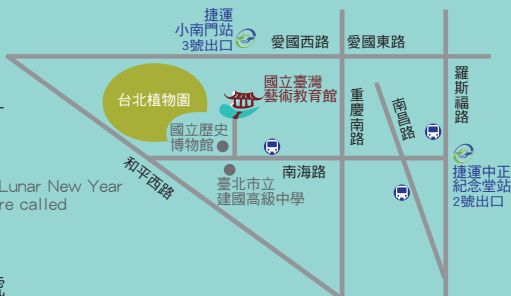 捷運
小南門站
3號出口
愛國西路
愛國東路
羅斯福路
國立臺灣
藝術教育館
台北植物園
重慶南路
南昌路
國立歷史
博物館
和平西路
南海路
捷運中正
紀念堂站
2號出口
臺北市立
建國高級中學
Lunar New Year
re called